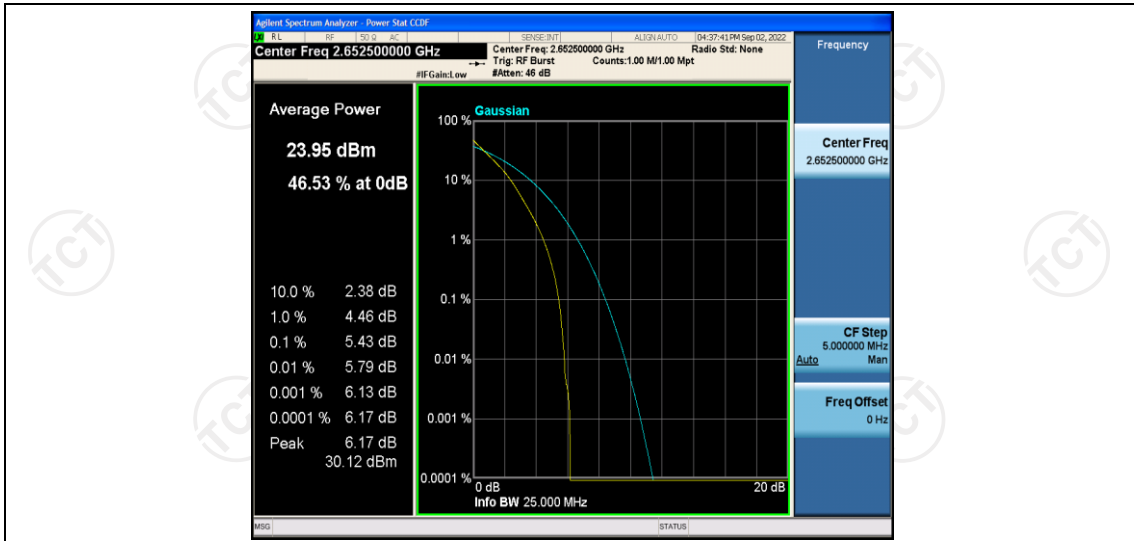 Agilent Spectrum Analyzer - Power Stat CCDF
LXI RL RF 50 Ω AC SENSE:INT ALIGN AUTO 04:37:41 PM Sep 02, 2022
Center Freq 2.652500000 GHz
Center Freq: 2.652500000 GHz Radio Std: None
Trig: RF Burst Counts:1.00 M/1.00 Mpt
#IFGain:Low #Atten: 46 dB
Frequency
Average Power
23.95 dBm
46.53 % at 0dB
10.0 % 2.38 dB
1.0 % 4.46 dB
0.1 % 5.43 dB
0.01 % 5.79 dB
0.001 % 6.13 dB
0.0001 % 6.17 dB
Peak 6.17 dB
30.12 dBm
Gaussian
100 %
10 %
1 %
0.1 %
0.01 %
0.001 %
0.0001 %
0 dB 20 dB
Info BW 25.000 MHz
Center Freq
2.652500000 GHz
CF Step
5.000000 MHz
Auto Man
Freq Offset
0 Hz
MSG STATUS
TCT
TCT
TCT
TCT
TCT
TCT